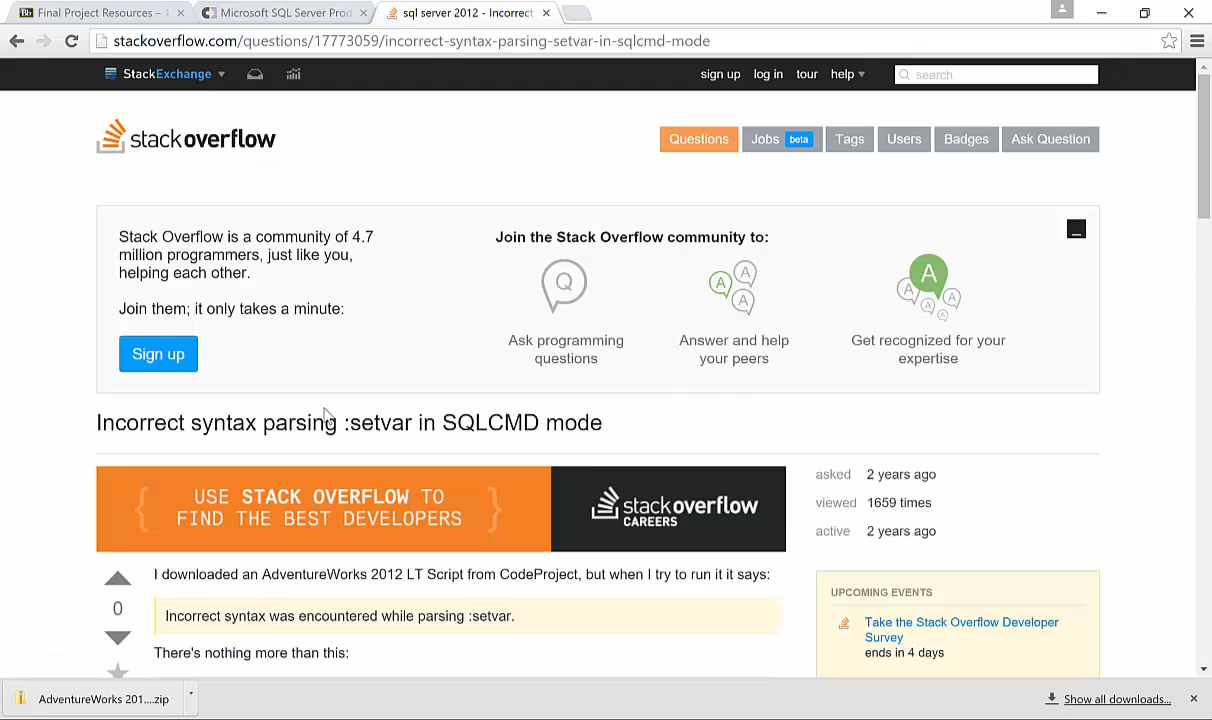 Final Project Resources –
Microsoft SQL Server Prod
sql server 2012 - Incorrect
stackoverflow.com/questions/17773059/incorrect-syntax-parsing-setvar-in-sqlcmd-mode
StackExchange
sign up
log in
tour
help
search
stackoverflow
Questions
Jobs beta
Tags
Users
Badges
Ask Question
Stack Overflow is a community of 4.7
million programmers, just like you,
helping each other.
Join them; it only takes a minute:
Sign up
Join the Stack Overflow community to:
Q
A
A
A
A
A
A
A
A
Ask programming
questions
Answer and help
your peers
Get recognized for your
expertise
Incorrect syntax parsing :setvar in SQLCMD mode
{ USE STACK OVERFLOW TO
FIND THE BEST DEVELOPERS }
stackoverflow
CAREERS
asked 2 years ago
viewed 1659 times
active 2 years ago
0
I downloaded an AdventureWorks 2012 LT Script from CodeProject, but when I try to run it it says:
Incorrect syntax was encountered while parsing :setvar.
There's nothing more than this:
UPCOMING EVENTS
Take the Stack Overflow Developer
Survey
ends in 4 days
AdventureWorks 201....zip
Show all downloads...